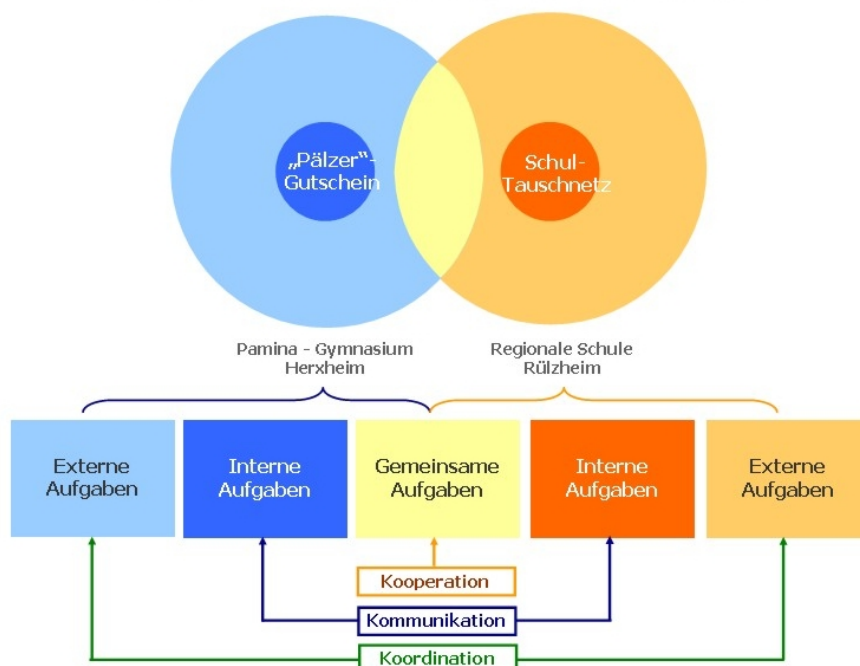 „Pälzer“-
Gutschein
Schul-
Tauschnetz
Pamina - Gymnasium
Herxheim
Regionale Schule
Rülzheim
Externe
Aufgaben
Interne
Aufgaben
Gemeinsame
Aufgaben
Interne
Aufgaben
Externe
Aufgaben
Kooperation
Kommunikation
Koordination